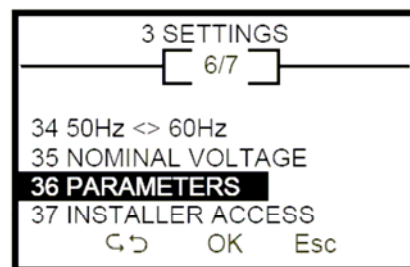 3 SETTINGS
6/7
34 50Hz <> 60Hz
35 NOMINAL VOLTAGE
36 PARAMETERS
37 INSTALLER ACCESS
OK Esc